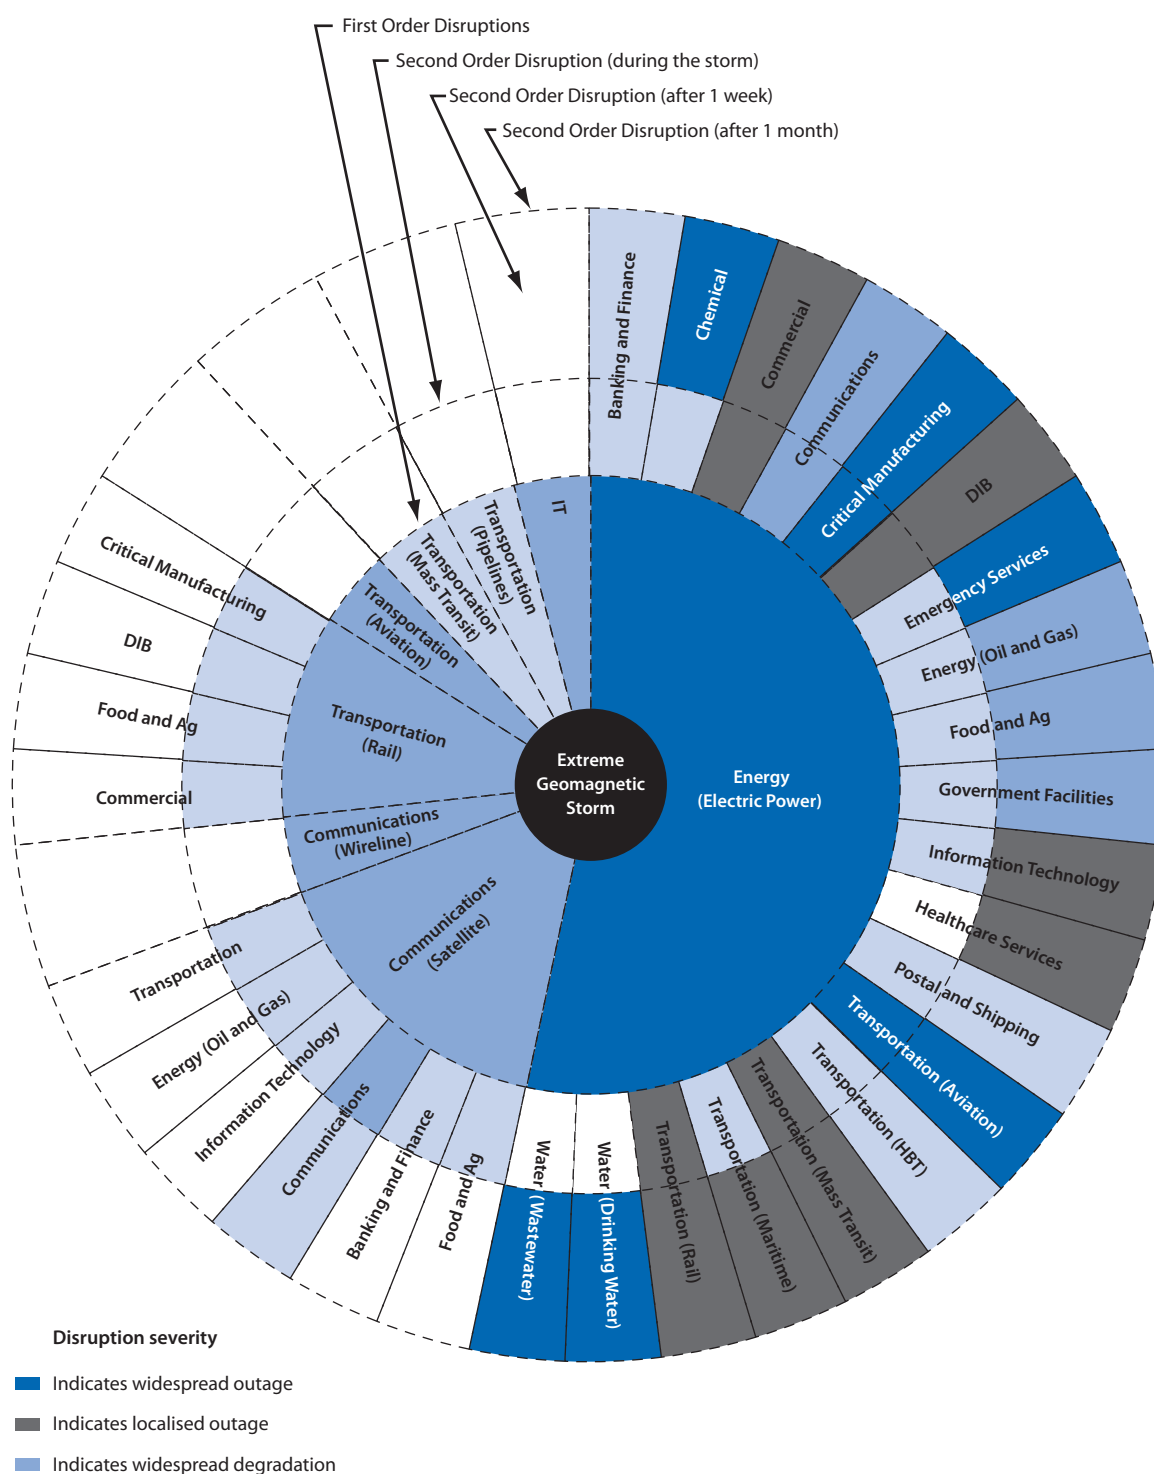 First Order Disruptions
Second Order Disruption (during the storm)
Second Order Disruption (after 1 week)
Second Order Disruption (after 1 month)
Banking and Finance
Chemical
Commercial
Communications
Critical Manufacturing
DIB
Emergency Services
Energy (Oil and Gas)
Food and Ag
Government Facilities
Information Technology
Healthcare Services
Postal and Shipping
Transportation (Aviation)
Transportation (HBT)
Transportation (Mass Transit)
Transportation (Maritime)
Transportation (Rail)
Water (Drinking Water)
Water (Wastewater)
Food and Ag
Banking and Finance
Communications
Information Technology
Energy (Oil and Gas)
Transportation
Commercial
Food and Ag
DIB
Critical Manufacturing
IT
Transportation
(Pipelines)
Transportation
(Mass Transit)
Transportation
(Aviation)
Transportation
(Rail)
Communications
(Wireline)
Communications
(Satellite)
Energy
(Electric Power)
Extreme
Geomagnetic
Storm
Disruption severity
Indicates widespread outage
Indicates localised outage
Indicates widespread degradation